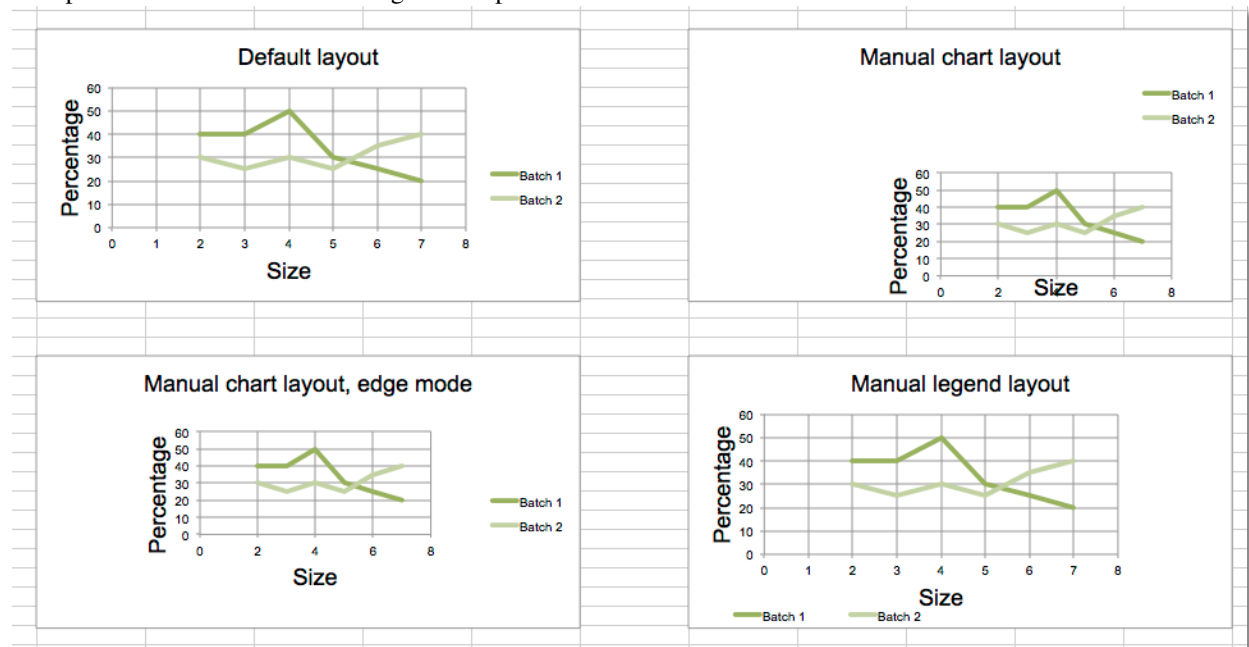 Default layout
60
50
40
30
20
10
0
Percentage
0 1 2 3 4 5 6 7 8
Size
Batch 1
Batch 2
Manual chart layout
Batch 1
Batch 2
60
50
40
30
20
10
0
Percentage
0 2 4 6 8
Size
Manual chart layout, edge mode
60
50
40
30
20
10
0
Percentage
0 2 4 6 8
Size
Batch 1
Batch 2
Manual legend layout
60
50
40
30
20
10
0
Percentage
0 1 2 3 4 5 6 7 8
Size
Batch 1 Batch 2